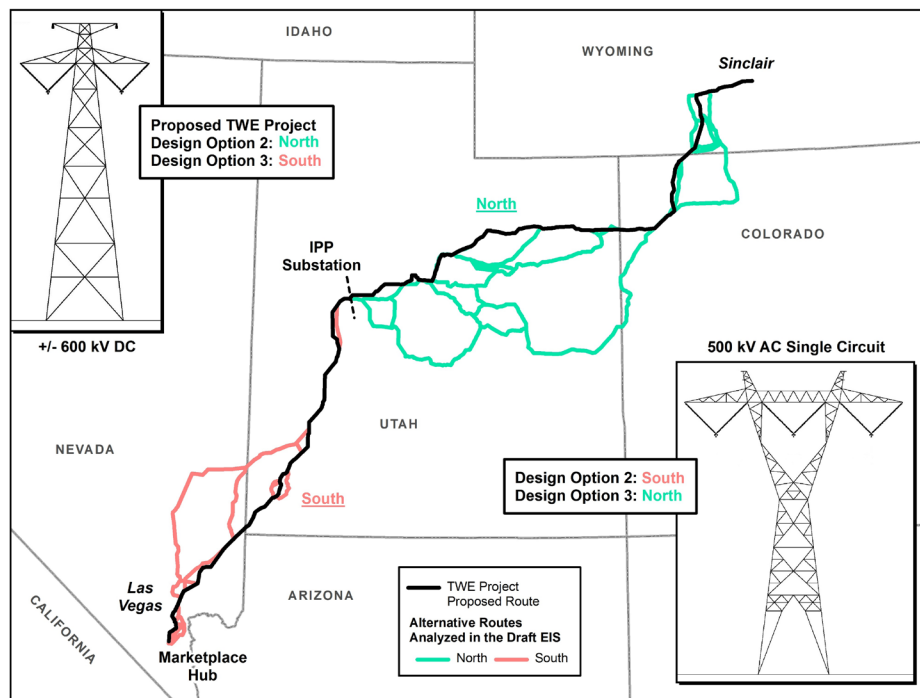 IDAHO
WYOMING
Sinclair
Proposed TWE Project
Design Option 2: North
Design Option 3: South
North
COLORADO
IPP
Substation
+/- 600 kV DC
500 kV AC Single Circuit
UTAH
NEVADA
Design Option 2: South
Design Option 3: North
South
Las
Vegas
ARIZONA
CALIFORNIA
TWE Project
Proposed Route
Alternative Routes
Analyzed in the Draft EIS
North
South
Marketplace
Hub